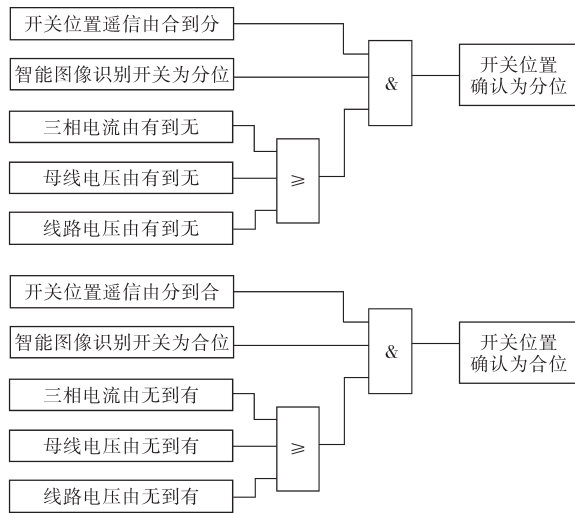 开关位置遥信由合到分
智能图像识别开关为分位
三相电流由有到无
母线电压由有到无
线路电压由有到无
≥
&
开关位置
确认为分位
开关位置遥信由分到合
智能图像识别开关为合位
三相电流由无到有
母线电压由无到有
线路电压由无到有
≥
&
开关位置
确认为合位